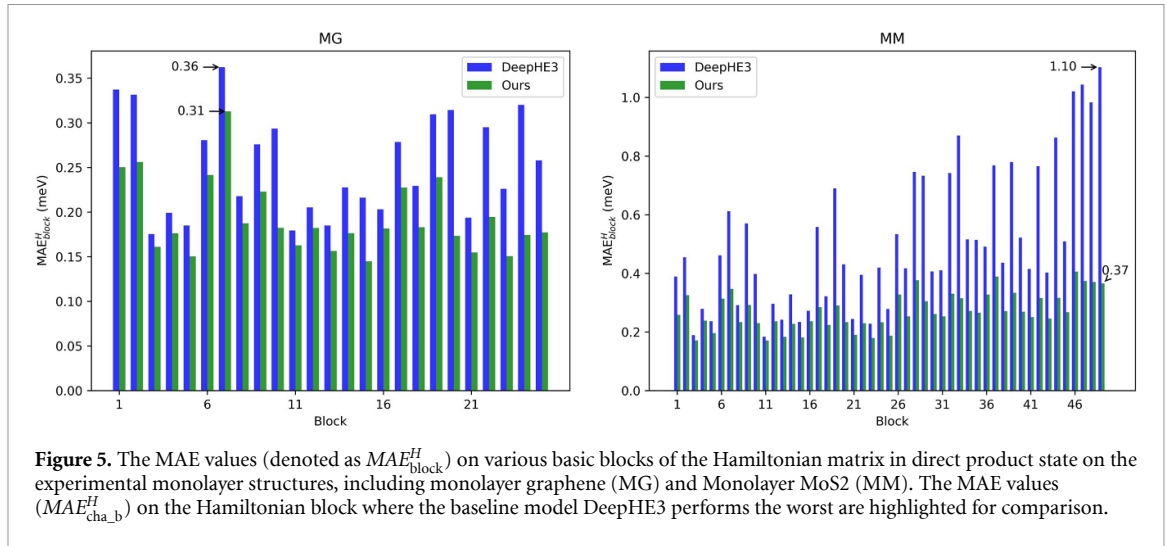 MG
0.36
0.31
DeepHE3
Ours
0.35
0.30
0.25
0.20
0.15
0.10
0.05
0.00
MAE^H_block (meV)
1 6 11 16 21
Block
MM
DeepHE3
Ours
1.10
0.37
1.0
0.8
0.6
0.4
0.2
0.0
MAE^H_block (meV)
1 6 11 16 21 26 31 36 41 46
Block
Figure 5. The MAE values (denoted as MAE^H_block) on various basic blocks of the Hamiltonian matrix in direct product state on the
experimental monolayer structures, including monolayer graphene (MG) and Monolayer MoS2 (MM). The MAE values
(MAE^H_cha_b) on the Hamiltonian block where the baseline model DeepHE3 performs the worst are highlighted for comparison.